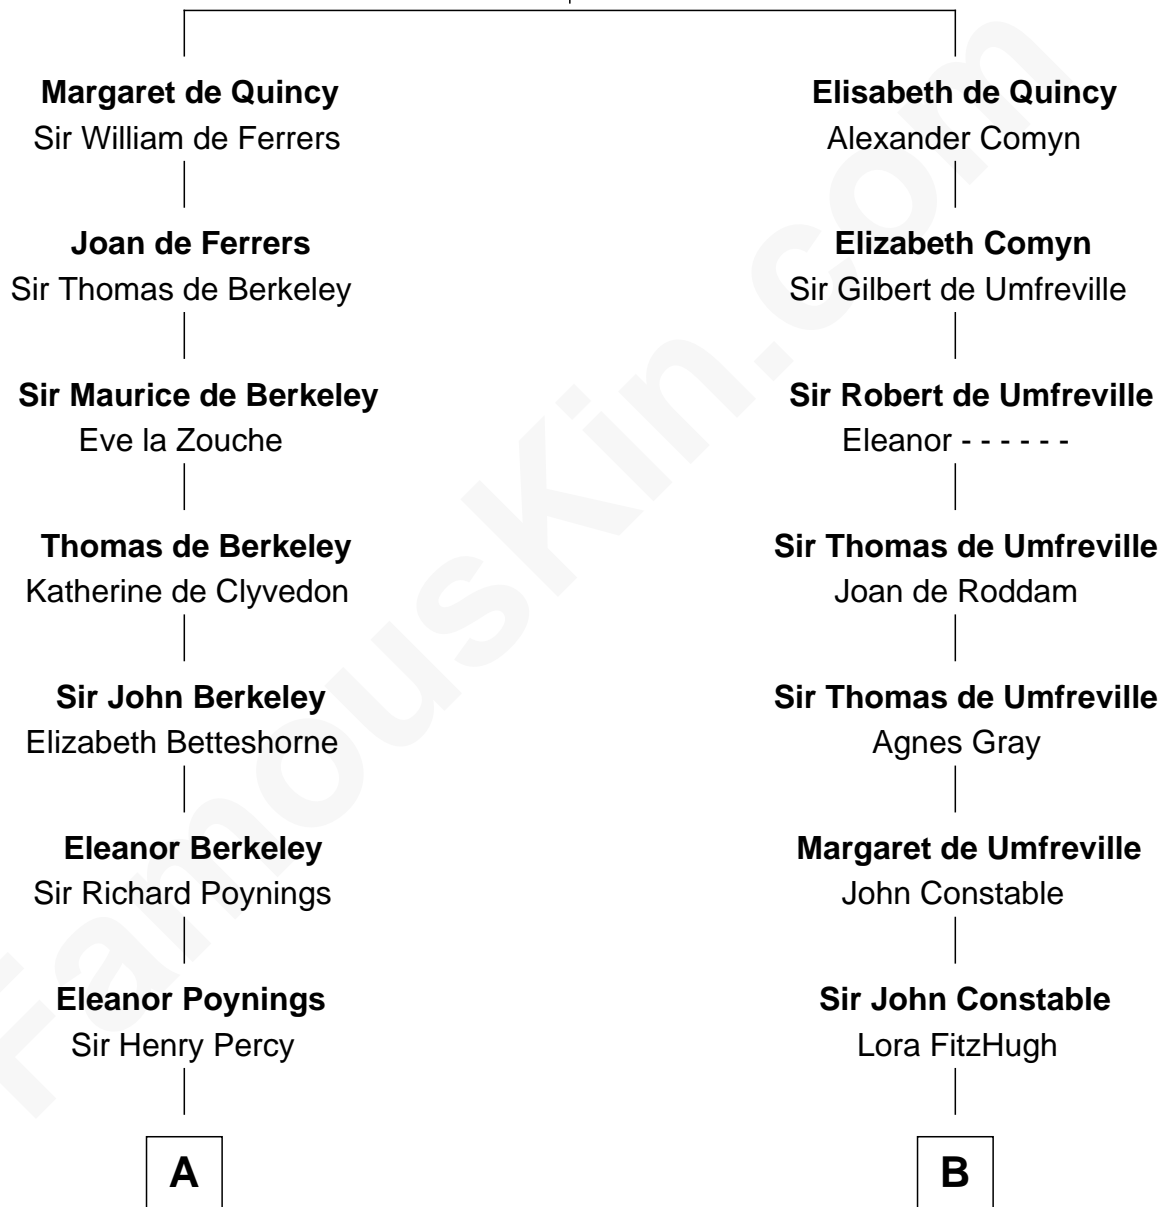 Margaret de Quincy
Sir William de Ferrers
Elisabeth de Quincy
Alexander Comyn
Joan de Ferrers
Sir Thomas de Berkeley
Elizabeth Comyn
Sir Gilbert de Umfreville
Sir Maurice de Berkeley
Eve la Zouche
Sir Robert de Umfreville
Eleanor - - - - - -
Thomas de Berkeley
Katherine de Clyvedon
Sir Thomas de Umfreville
Joan de Roddam
Sir John Berkeley
Elizabeth Betteshorne
Sir Thomas de Umfreville
Agnes Gray
Eleanor Berkeley
Sir Richard Poynings
Margaret de Umfreville
John Constable
Eleanor Poynings
Sir Henry Percy
Sir John Constable
Lora FitzHugh
A
B
FamousKin.com